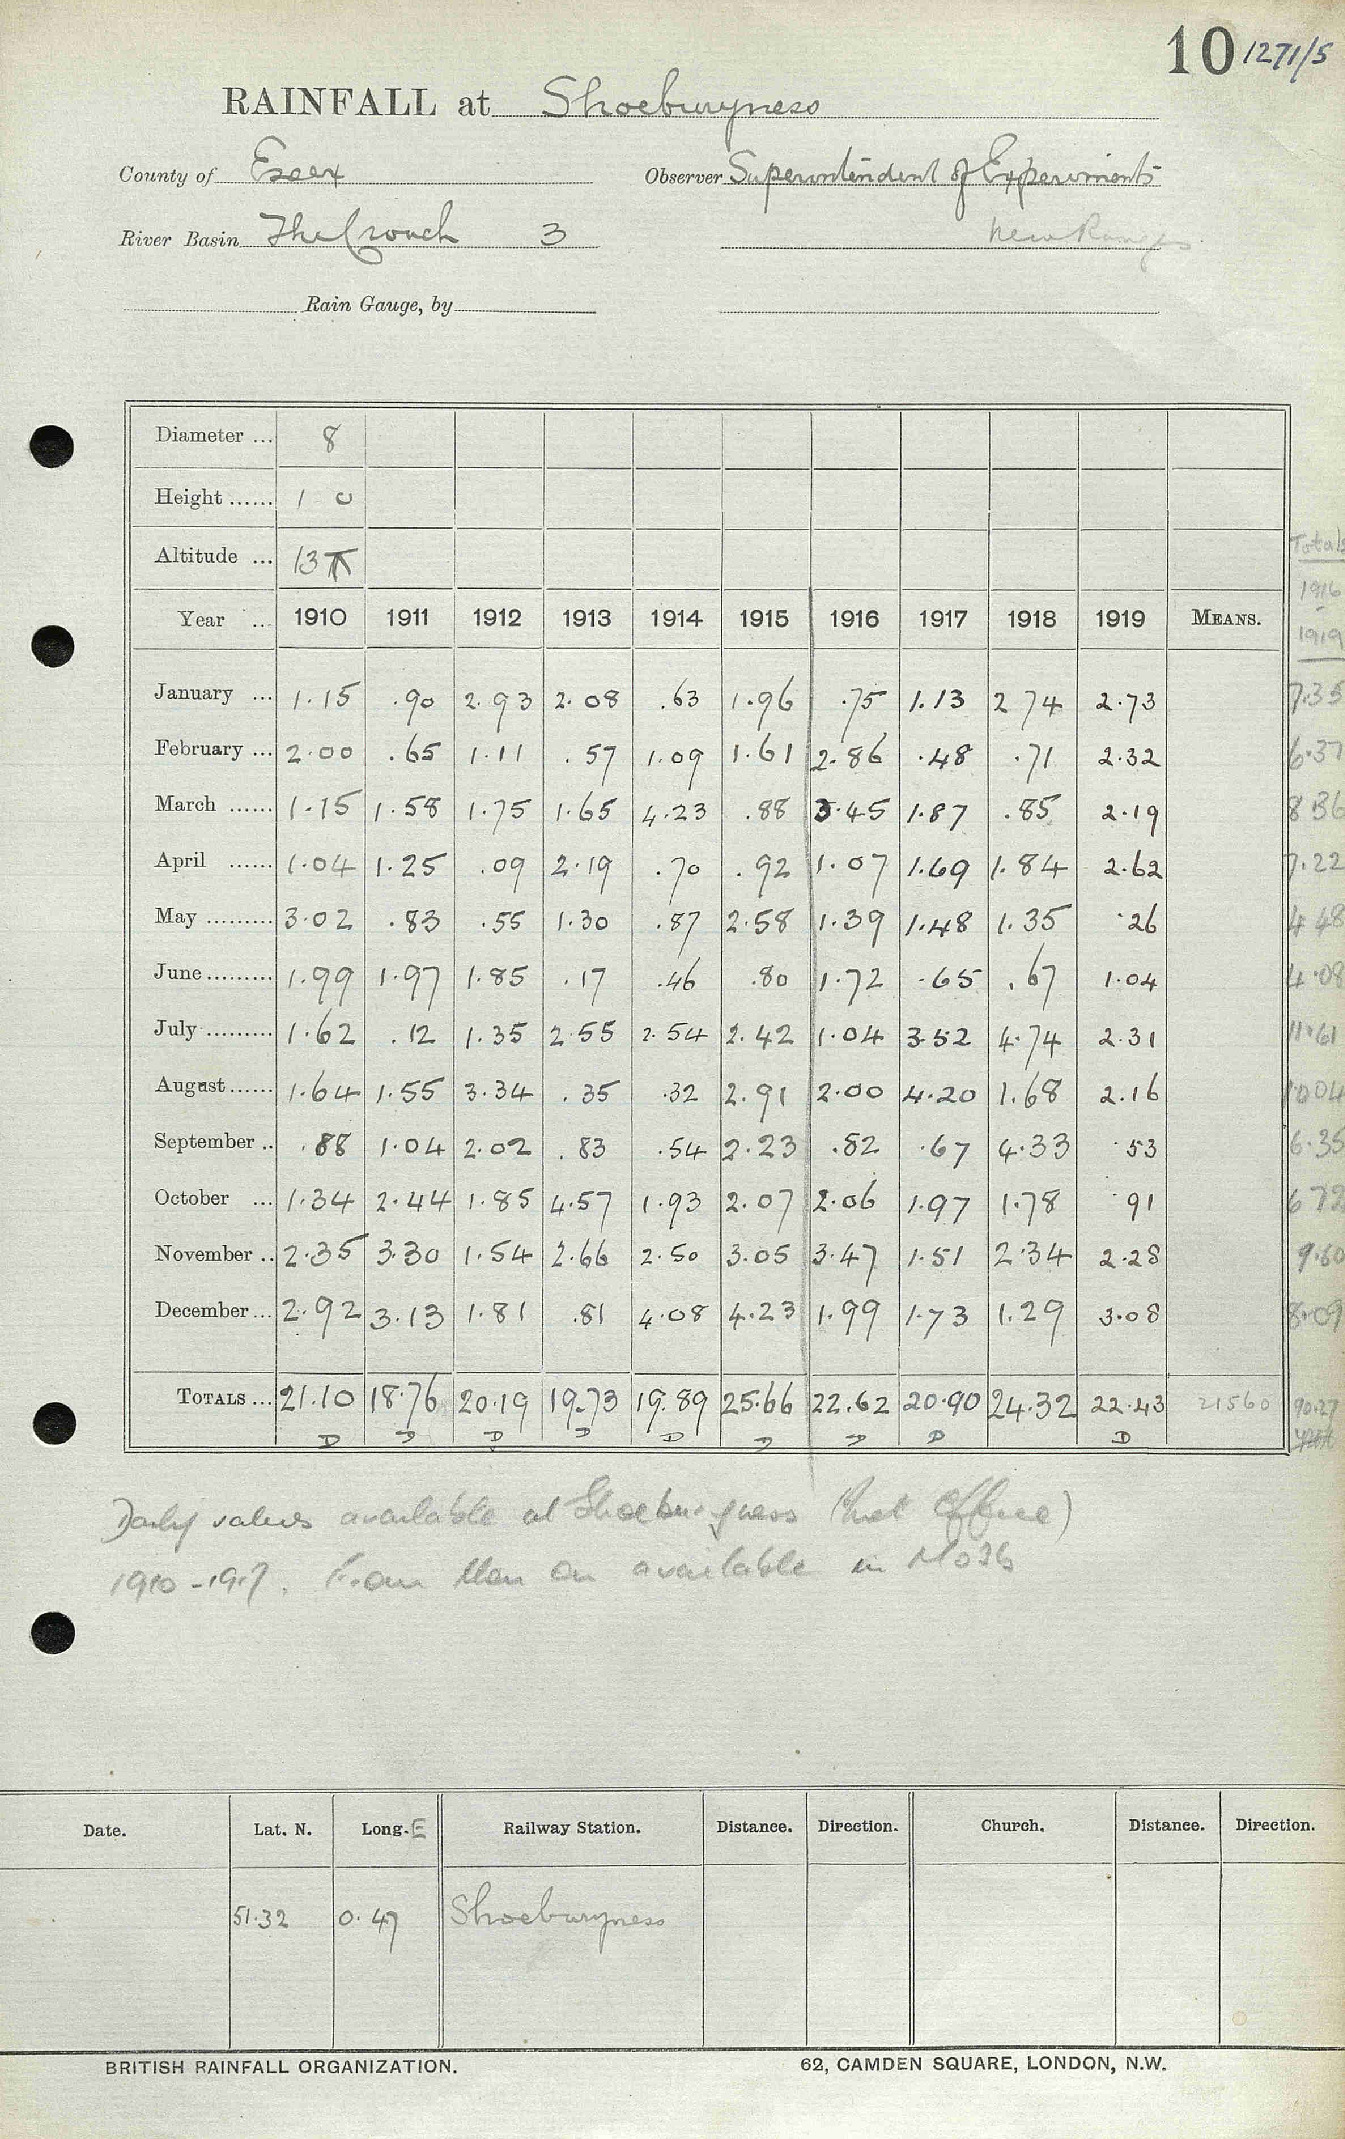 10 1271/5
RAINFALL at Shoeburyness
County of Essex Observer Superintendent of Experiments
River Basin The Crouch 3 New Ranges
Rain Gauge, by
Diameter ... 8
Height ...... 1 0
Altitude ... 13
Totals
1916
1919
Year ... 1910 1911 1912 1913 1914 1915 1916 1917 1918 1919 MEANS.
January ... 1.15 .90 2.93 2.08 .63 1.96 .75 1.13 2 74 2.73 7.35
February ... 2.00 .65 1.11 .57 1.09 1.61 2.86 .48 .71 2.32 6.37
March ...... 1.15 1.58 1.75 1.65 4.23 .88 3.45 1.87 .85 2.19 8 36
April ...... 1.04 1.25 .09 2.19 .70 .92 1.07 1.69 1.84 2.62 7.22
May ......... 3.02 .83 .55 1.30 .87 2.58 1.39 1.48 1.35 .26 4 48
June ......... 1.99 1.97 1.85 .17 .46 .80 1.72 .65 .67 1.04 4.08
July ......... 1.62 .12 1.35 2.55 2.54 2.42 1.04 3.52 4.74 2.31 11.61
August ...... 1.64 1.55 3.34 .35 .32 2.91 2.00 4.20 1.68 2.16 10.04
September .. .88 1.04 2.02 .83 .54 2.23 .82 .67 4.33 .53 6.35
October ... 1.34 2.44 1.85 4.57 1.93 2.07 2.06 1.97 1.78 .91 6 72
November .. 2.35 3.30 1.54 2.66 2.50 3.05 3.47 1.51 2.34 2.28 9.60
December ... 2.92 3.13 1.81 .81 4.08 4.23 1.99 1.73 1.29 3.08 8.09
TOTALS ... 21.10 18.76 20.19 19.73 19.89 25.66 22.62 20.90 24.32 22.43 21560 90.27
D D D D D D D D D
Daily values available at Shoeburyness (Met Office)
1910-1917. From then on available in MO3b
Date. Lat. N. Long. E Railway Station. Distance. Direction. Church. Distance. Direction.
51.32 0.47 Shoeburyness
BRITISH RAINFALL ORGANIZATION. 62, CAMDEN SQUARE, LONDON, N.W.